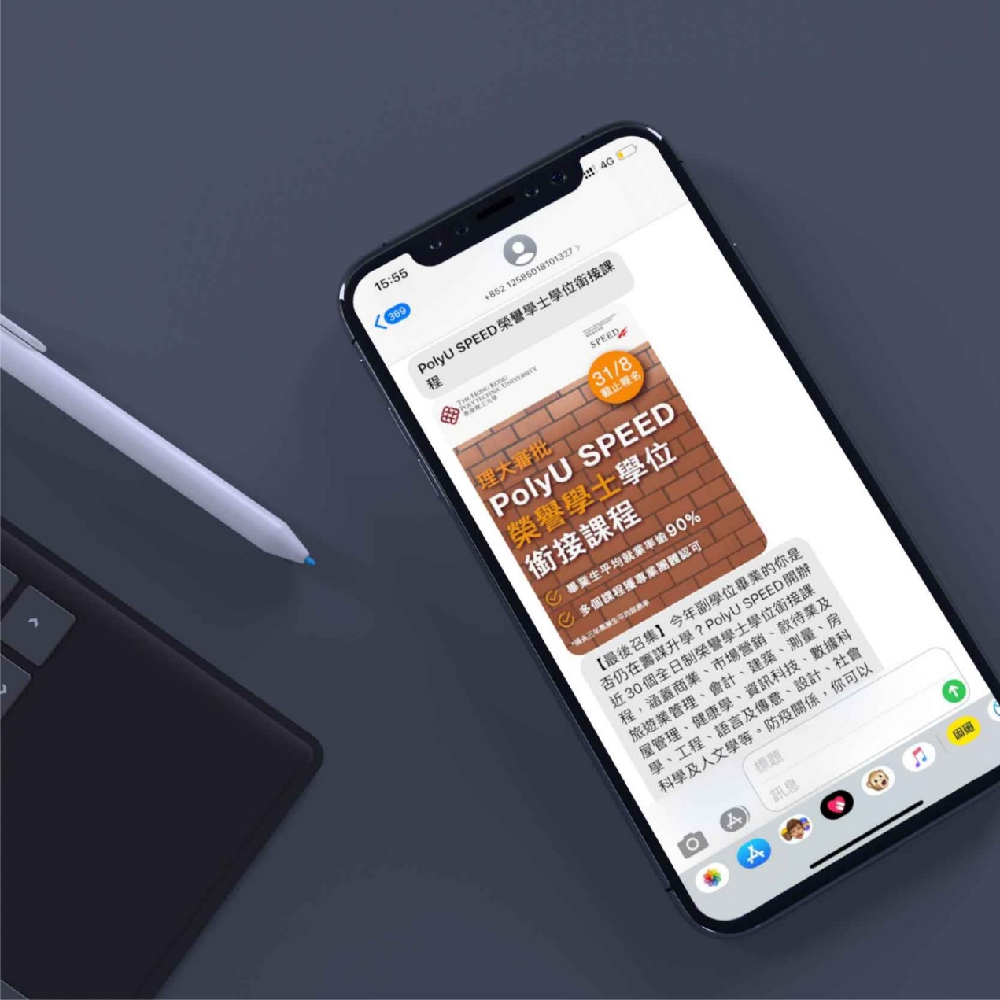 15:55
4G
369
+852 12585018101327 >
PolyU SPEED榮譽學士學位銜接課
程
THE HONG KONG
POLYTECHNIC UNIVERSITY
香港理工大學
SPEED
31/8
截止報名
理大審批
PolyU SPEED
榮譽學士學位
銜接課程
畢業生平均就業率逾90%
多個課程獲專業團體認可
*過去三年畢業生平均就業率
【最後召集】今年副學位畢業的你是
否仍在籌謀升學？PolyU SPEED開辦
近30個全日制榮譽學士學位銜接課
程，涵蓋商業、市場營銷、款待業及
旅遊業管理、會計、建築、測量、房
屋管理、健康學、資訊科技、數據科
學、工程、語言及傳意、設計、社會
科學及人文學等。防疫關係，你可以
標題
訊息
闲鱼